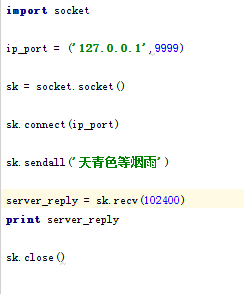 import socket
ip_port = ('127.0.0.1',9999)
sk = socket.socket()
sk.connect(ip_port)
sk.sendall('天青色等烟雨')
server_reply = sk.recv(102400)
print server_reply
sk.close()